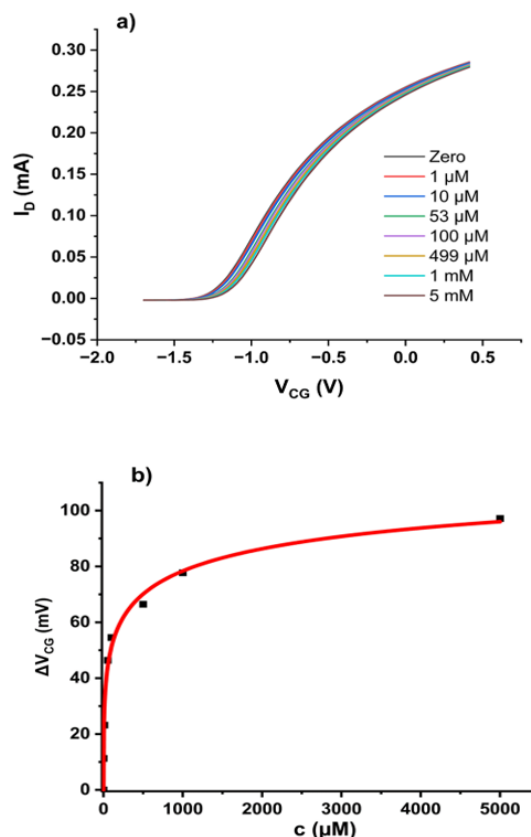 a)
0.30
0.25
0.20
0.15
0.10
0.05
0.00
−0.05
I_D (mA)
Zero
1 µM
10 µM
53 µM
100 µM
499 µM
1 mM
5 mM
−2.0 −1.5 −1.0 −0.5 0.0 0.5
V_CG (V)
b)
100
80
60
40
20
0
ΔV_CG (mV)
0 1000 2000 3000 4000 5000
c (µM)